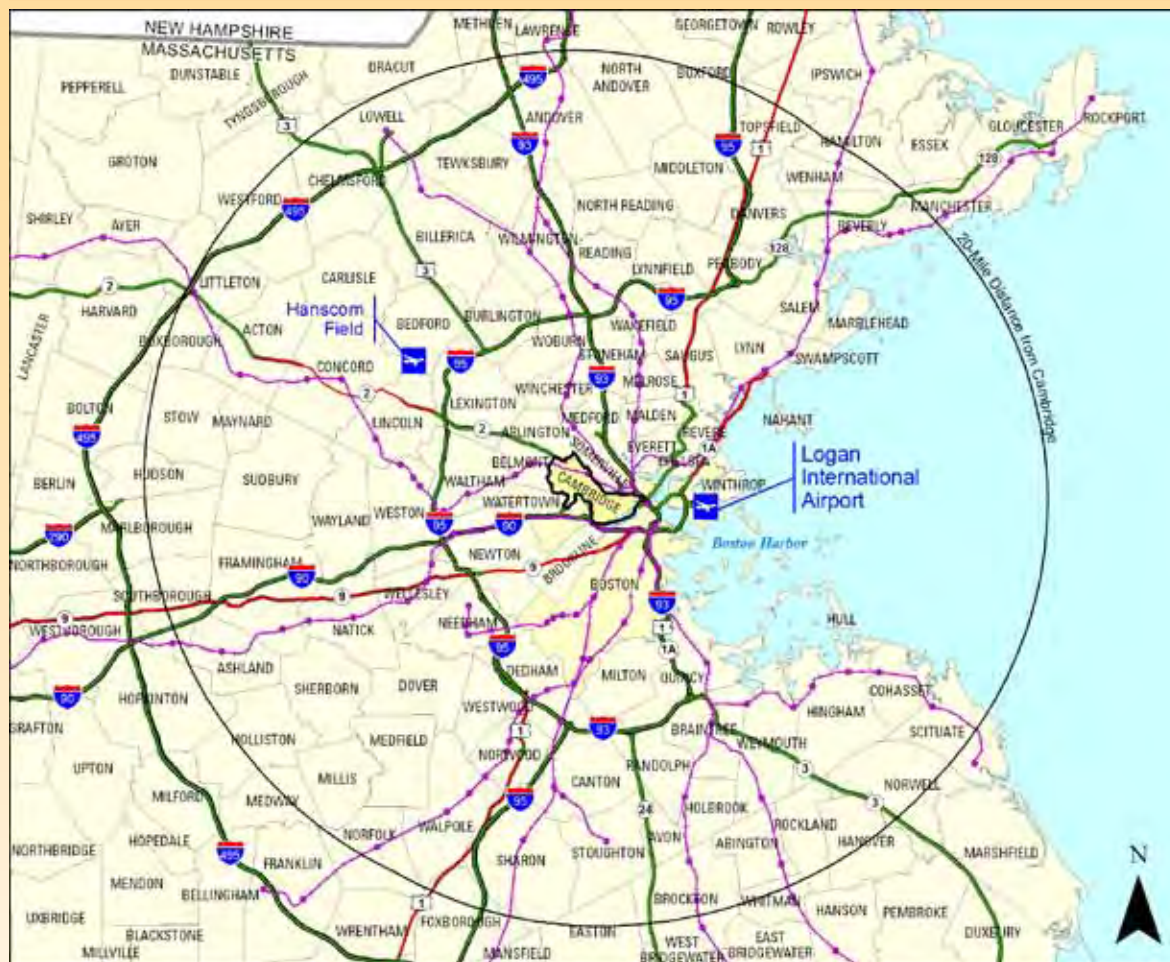 NEW HAMPSHIRE
MASSACHUSETTS
METHUEN
LAWRENCE
GEORGETOWN
ROWLEY
DUNSTABLE
DRACUT
NORTH
ANDOVER
BOXFORD
IPSWICH
PEPPERELL
TYNGSBOROUGH
495
3
LOWELL
ANDOVER
93
TOPSFIELD
1
95
HAMILTON
ESSEX
GLOUCESTER
ROCKPORT
128
GROTON
CHELMSFORD
TEWKSBURY
MIDDLETON
WENHAM
WESTFORD
495
NORTH READING
DANVERS
MANCHESTER
BEVERLY
SHIRLEY
AYER
BILLERICA
WILMINGTON
READING
128
20-Mile Distance from Cambridge
3
LYNNFIELD
PEABODY
2
LITTLETON
CARLISLE
95
SALEM
HARVARD
Hanscom
Field
BEDFORD
BURLINGTON
WAKEFIELD
MARBLEHEAD
LANCASTER
BOXBOROUGH
ACTON
WOBURN
STONEHAM
SAUGUS
LYNN
SWAMPSCOTT
CONCORD
95
93
MELROSE
2
LEXINGTON
WINCHESTER
1
BOLTON
STOW
MAYNARD
LINCOLN
2
ARLINGTON
MEDFORD
MALDEN
REVERE
NAHANT
495
EVERETT
1A
SOMERVILLE
CHELSEA
BELMONT
Logan
International
Airport
HUDSON
SUDBURY
WALTHAM
CAMBRIDGE
WINTHROP
BERLIN
WATERTOWN
MARLBOROUGH
WAYLAND
WESTON
95
90
290
Boston Harbor
NORTHBOROUGH
FRAMINGHAM
90
NEWTON
BROOKLINE
9
BOSTON
SOUTHBOROUGH
9
WELLESLEY
93
9
NEEDHAM
HULL
WESTBOROUGH
NATICK
1
95
1A
ASHLAND
DEDHAM
MILTON
QUINCY
90
HOPKINTON
SHERBORN
DOVER
COHASSET
WESTWOOD
HINGHAM
GRAFTON
93
BRAINTREE
SCITUATE
1
HOLLISTON
MEDFIELD
NORWOOD
WEYMOUTH
UPTON
RANDOLPH
3
MILLIS
CANTON
NORWELL
MILFORD
MEDWAY
95
HOLBROOK
3
24
ROCKLAND
WALPOLE
NORFOLK
AVON
HOPEDALE
ABINGTON
HANOVER
NORTHBRIDGE
495
FRANKLIN
SHARON
STOUGHTON
MARSHFIELD
N
MENDON
BELLINGHAM
BROCKTON
WHITMAN
HANSON
PEMBROKE
UXBRIDGE
1
FOXBOROUGH
BLACKSTONE
WRENTHAM
EASTON
DUXBURY
MILLVILLE
MANSFIELD
WEST
BRIDGEWATER
EAST
BRIDGEWATER